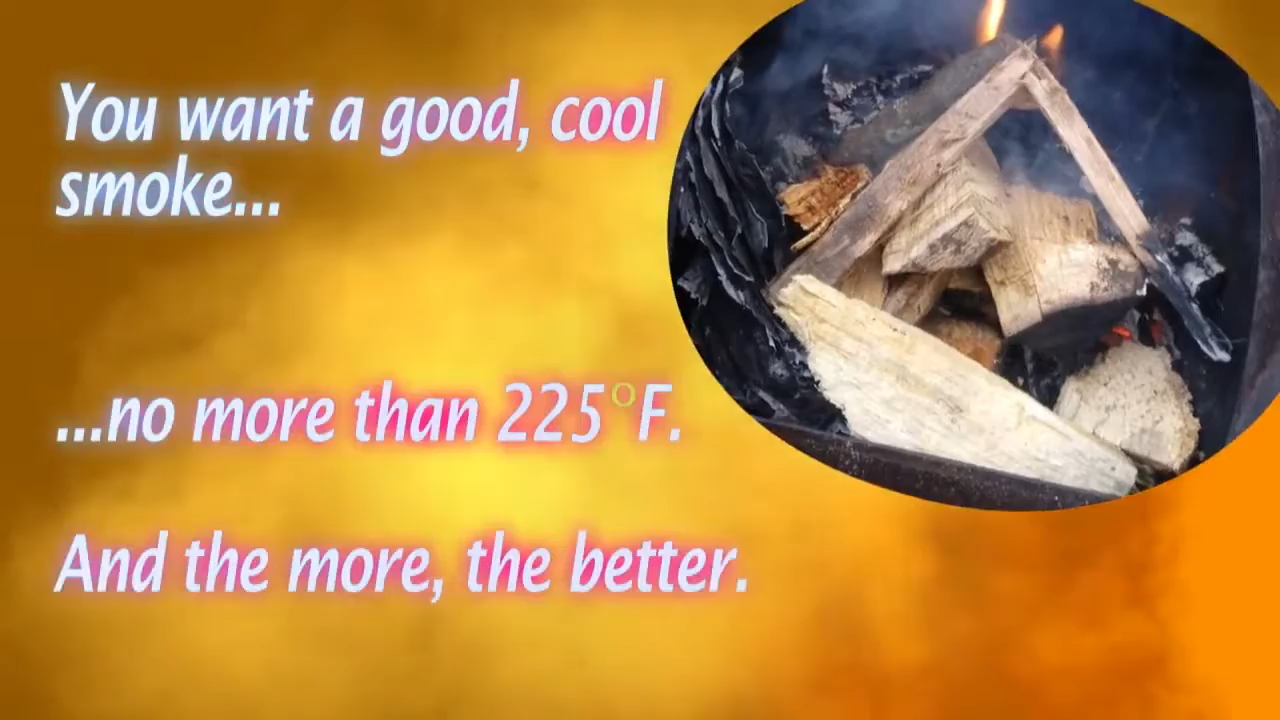 You want a good, cool
smoke...
...no more than 225°F.
And the more, the better.